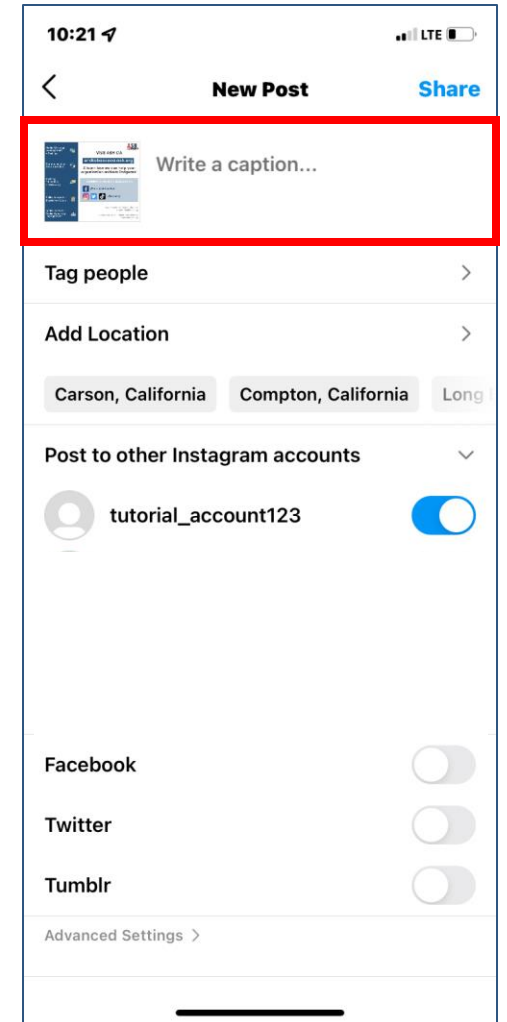 10:21
LTE
New Post
Share
Write a caption...
Tag people
Add Location
Carson, California
Compton, California
Long
Post to other Instagram accounts
tutorial_account123
Facebook
Twitter
Tumblr
Advanced Settings